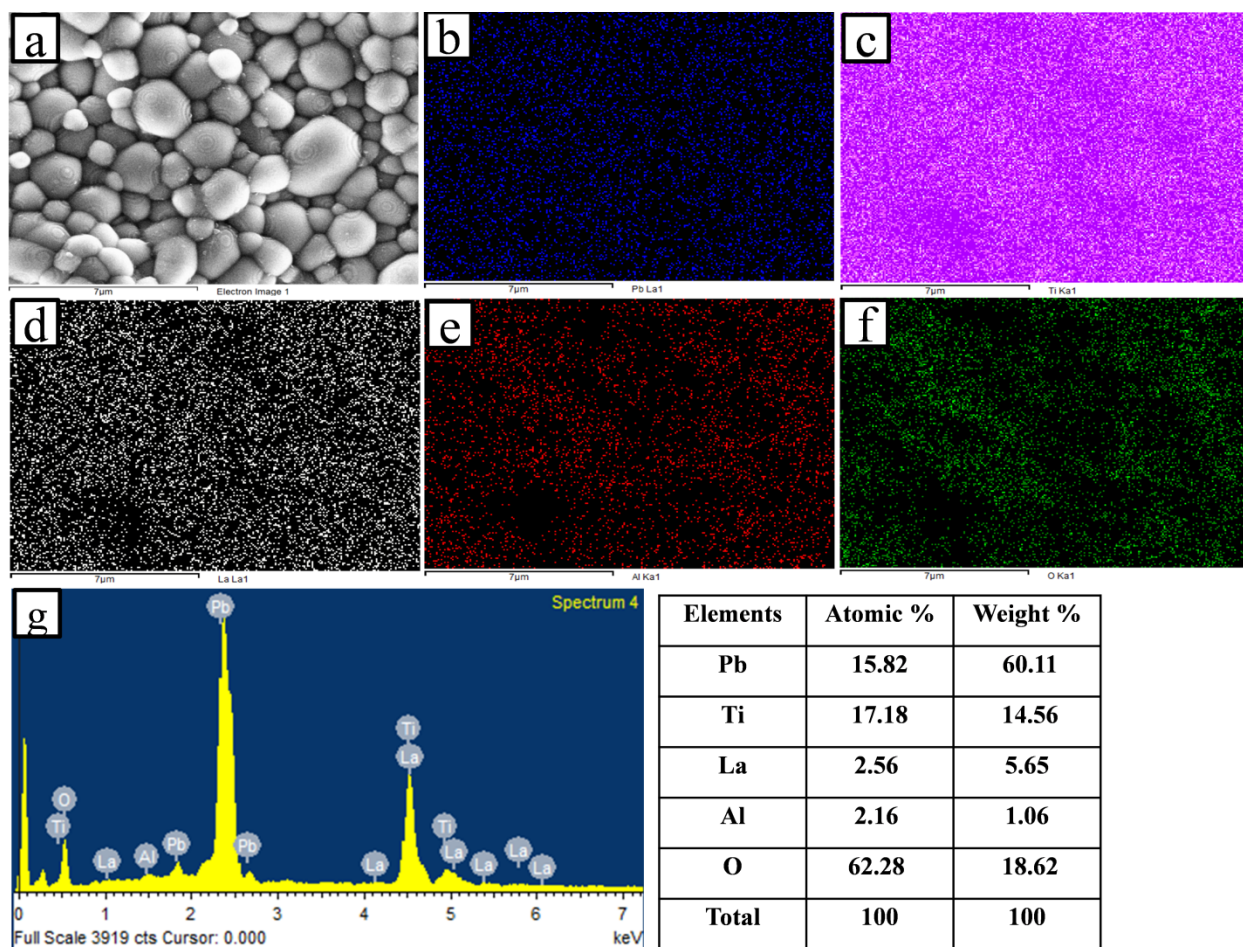 a
b
c
7µm
Electron Image 1
7µm
Pb La1
7µm
Ti Ka1
d
e
f
7µm
La La1
7µm
Al Ka1
7µm
O Ka1
g
Spectrum 4
Pb
O
Ti
La
Al
Pb
Pb
Ti
La
La
Ti
La
La
La
La
0 1 2 3 4 5 6 7
Full Scale 3919 cts Cursor: 0.000 keV
Elements Atomic % Weight %
Pb 15.82 60.11
Ti 17.18 14.56
La 2.56 5.65
Al 2.16 1.06
O 62.28 18.62
Total 100 100